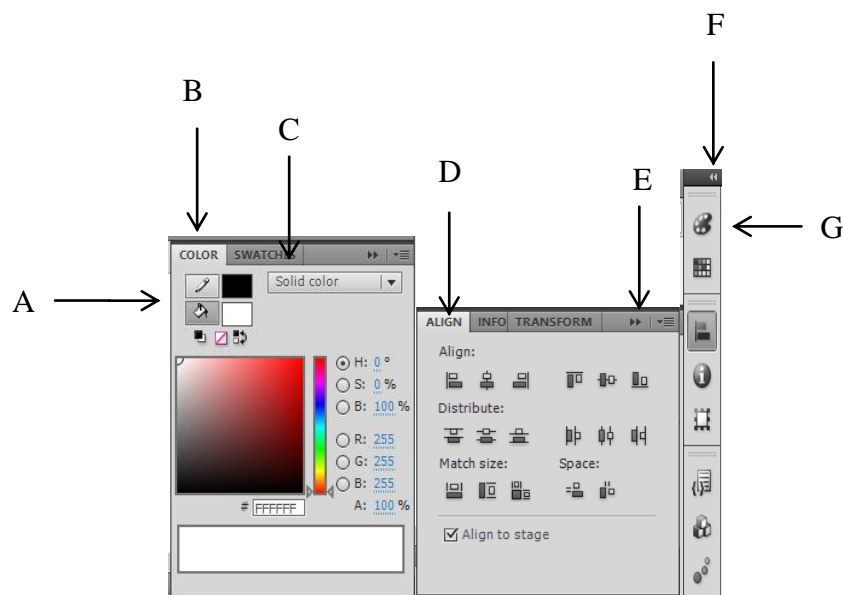 F
B
C
D
E
G
A
COLOR SWATCHES
Solid color
H: 0 °
S: 0 %
B: 100 %
R: 255
G: 255
B: 255
# FFFFFF A: 100 %
ALIGN INFO TRANSFORM
Align:
Distribute:
Match size: Space:
Align to stage